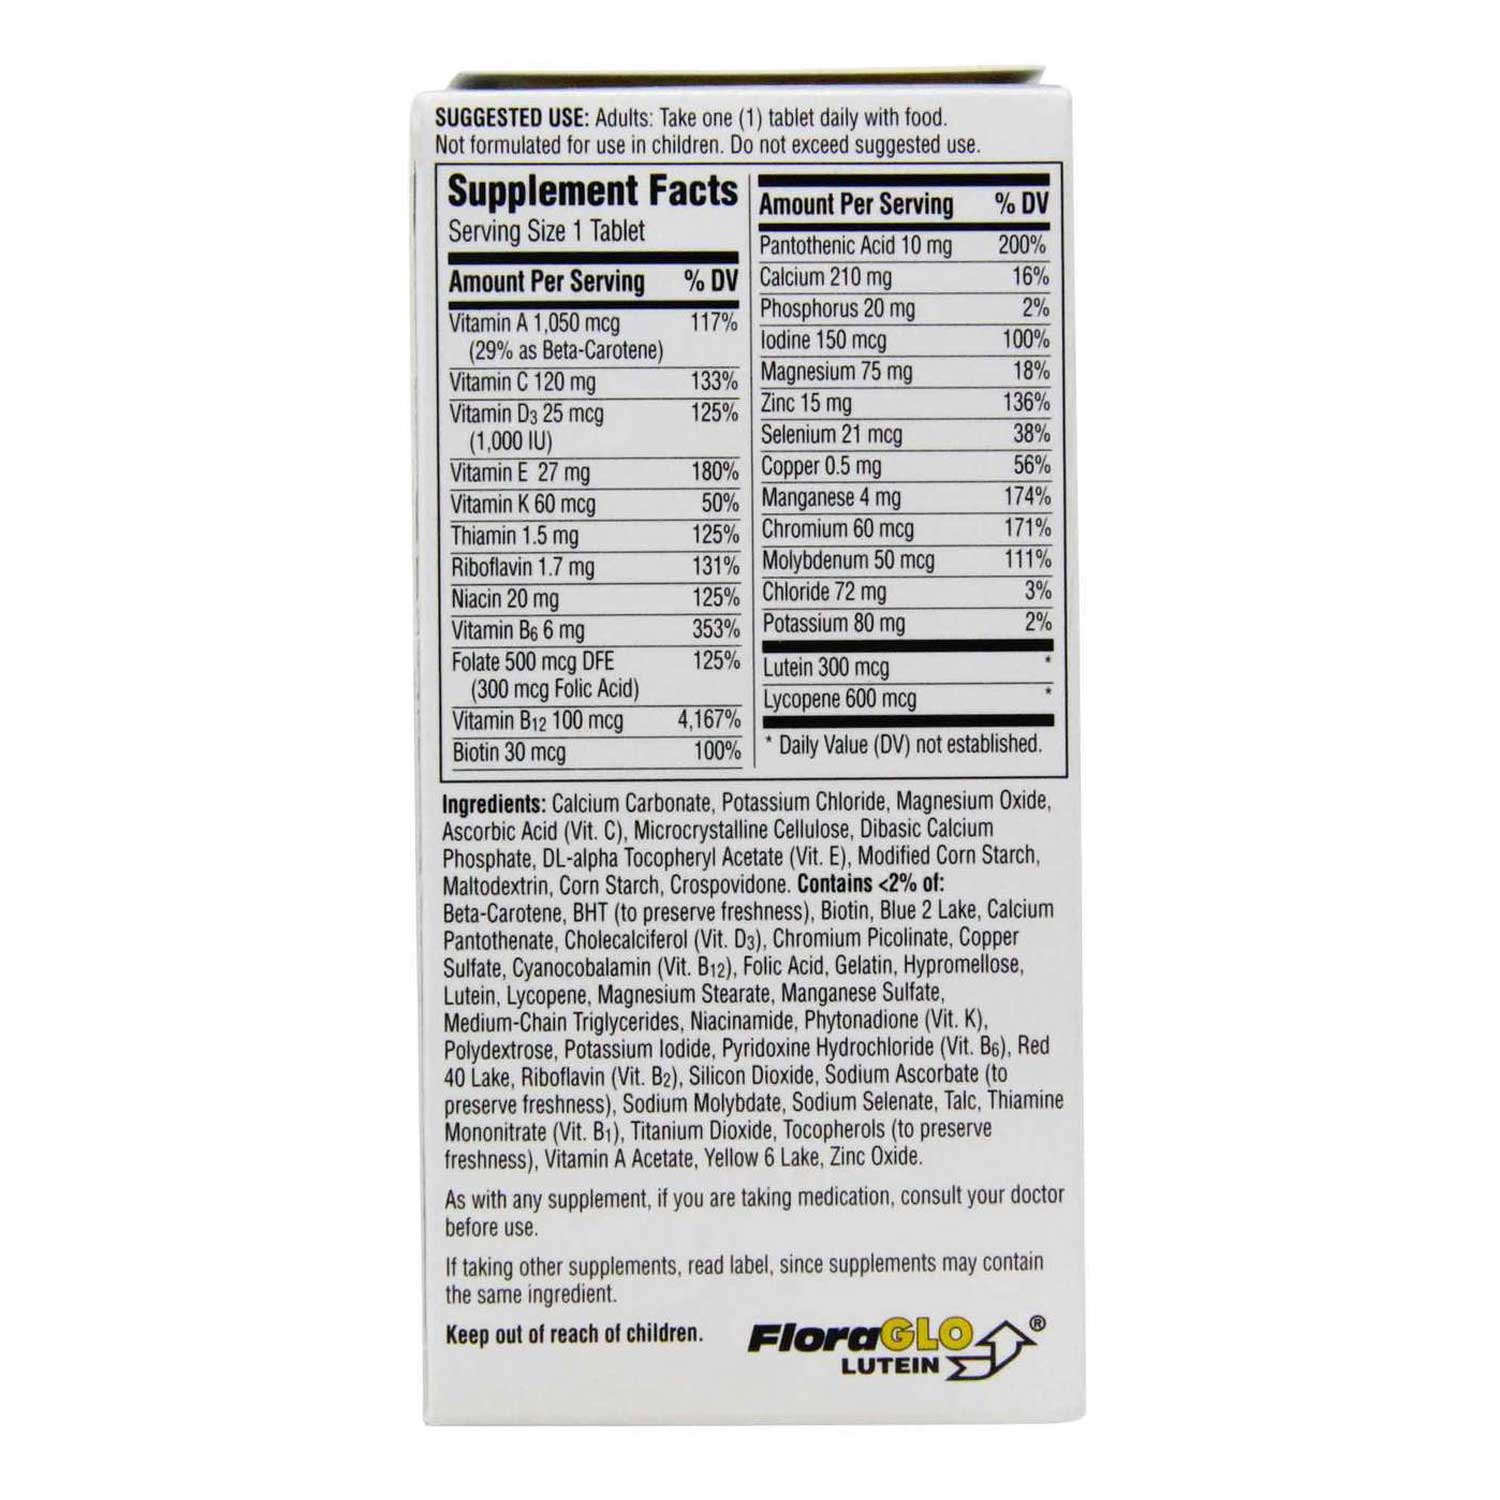 SUGGESTED USE: Adults: Take one (1) tablet daily with food.
Not formulated for use in children. Do not exceed suggested use.
Supplement Facts
Serving Size 1 Tablet
Amount Per Serving % DV
Vitamin A 1,050 mcg 117%
(29% as Beta-Carotene)
Vitamin C 120 mg 133%
Vitamin D3 25 mcg 125%
(1,000 IU)
Vitamin E 27 mg 180%
Vitamin K 60 mcg 50%
Thiamin 1.5 mg 125%
Riboflavin 1.7 mg 131%
Niacin 20 mg 125%
Vitamin B6 6 mg 353%
Folate 500 mcg DFE 125%
(300 mcg Folic Acid)
Vitamin B12 100 mcg 4,167%
Biotin 30 mcg 100%
Amount Per Serving % DV
Pantothenic Acid 10 mg 200%
Calcium 210 mg 16%
Phosphorus 20 mg 2%
Iodine 150 mcg 100%
Magnesium 75 mg 18%
Zinc 15 mg 136%
Selenium 21 mcg 38%
Copper 0.5 mg 56%
Manganese 4 mg 174%
Chromium 60 mcg 171%
Molybdenum 50 mcg 111%
Chloride 72 mg 3%
Potassium 80 mg 2%
Lutein 300 mcg *
Lycopene 600 mcg *
* Daily Value (DV) not established.
Ingredients: Calcium Carbonate, Potassium Chloride, Magnesium Oxide,
Ascorbic Acid (Vit. C), Microcrystalline Cellulose, Dibasic Calcium
Phosphate, DL-alpha Tocopheryl Acetate (Vit. E), Modified Corn Starch,
Maltodextrin, Corn Starch, Crospovidone. Contains <2% of:
Beta-Carotene, BHT (to preserve freshness), Biotin, Blue 2 Lake, Calcium
Pantothenate, Cholecalciferol (Vit. D3), Chromium Picolinate, Copper
Sulfate, Cyanocobalamin (Vit. B12), Folic Acid, Gelatin, Hypromellose,
Lutein, Lycopene, Magnesium Stearate, Manganese Sulfate,
Medium-Chain Triglycerides, Niacinamide, Phytonadione (Vit. K),
Polydextrose, Potassium Iodide, Pyridoxine Hydrochloride (Vit. B6), Red
40 Lake, Riboflavin (Vit. B2), Silicon Dioxide, Sodium Ascorbate (to
preserve freshness), Sodium Molybdate, Sodium Selenate, Talc, Thiamine
Mononitrate (Vit. B1), Titanium Dioxide, Tocopherols (to preserve
freshness), Vitamin A Acetate, Yellow 6 Lake, Zinc Oxide.
As with any supplement, if you are taking medication, consult your doctor
before use.
If taking other supplements, read label, since supplements may contain
the same ingredient.
Keep out of reach of children.
FloraGLO®
LUTEIN